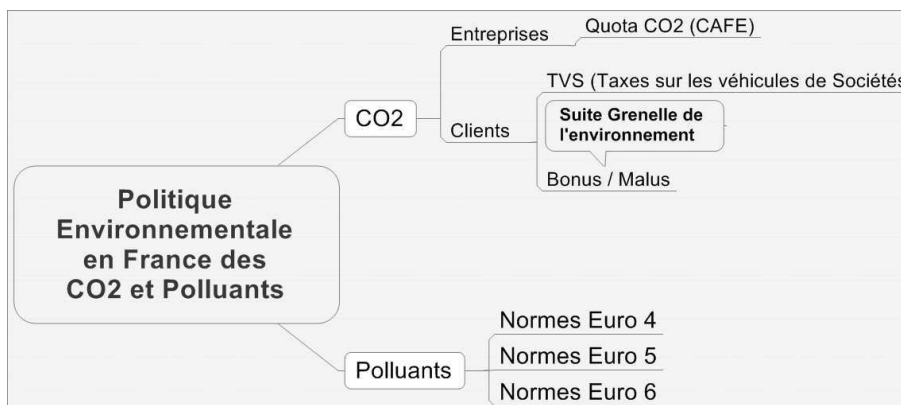 Entreprises
Quota CO2 (CAFE)
TVS (Taxes sur les véhicules de Sociétés
CO2
Clients
Suite Grenelle de
l'environnement
Bonus / Malus
Politique
Environnementale
en France des
CO2 et Polluants
Polluants
Normes Euro 4
Normes Euro 5
Normes Euro 6